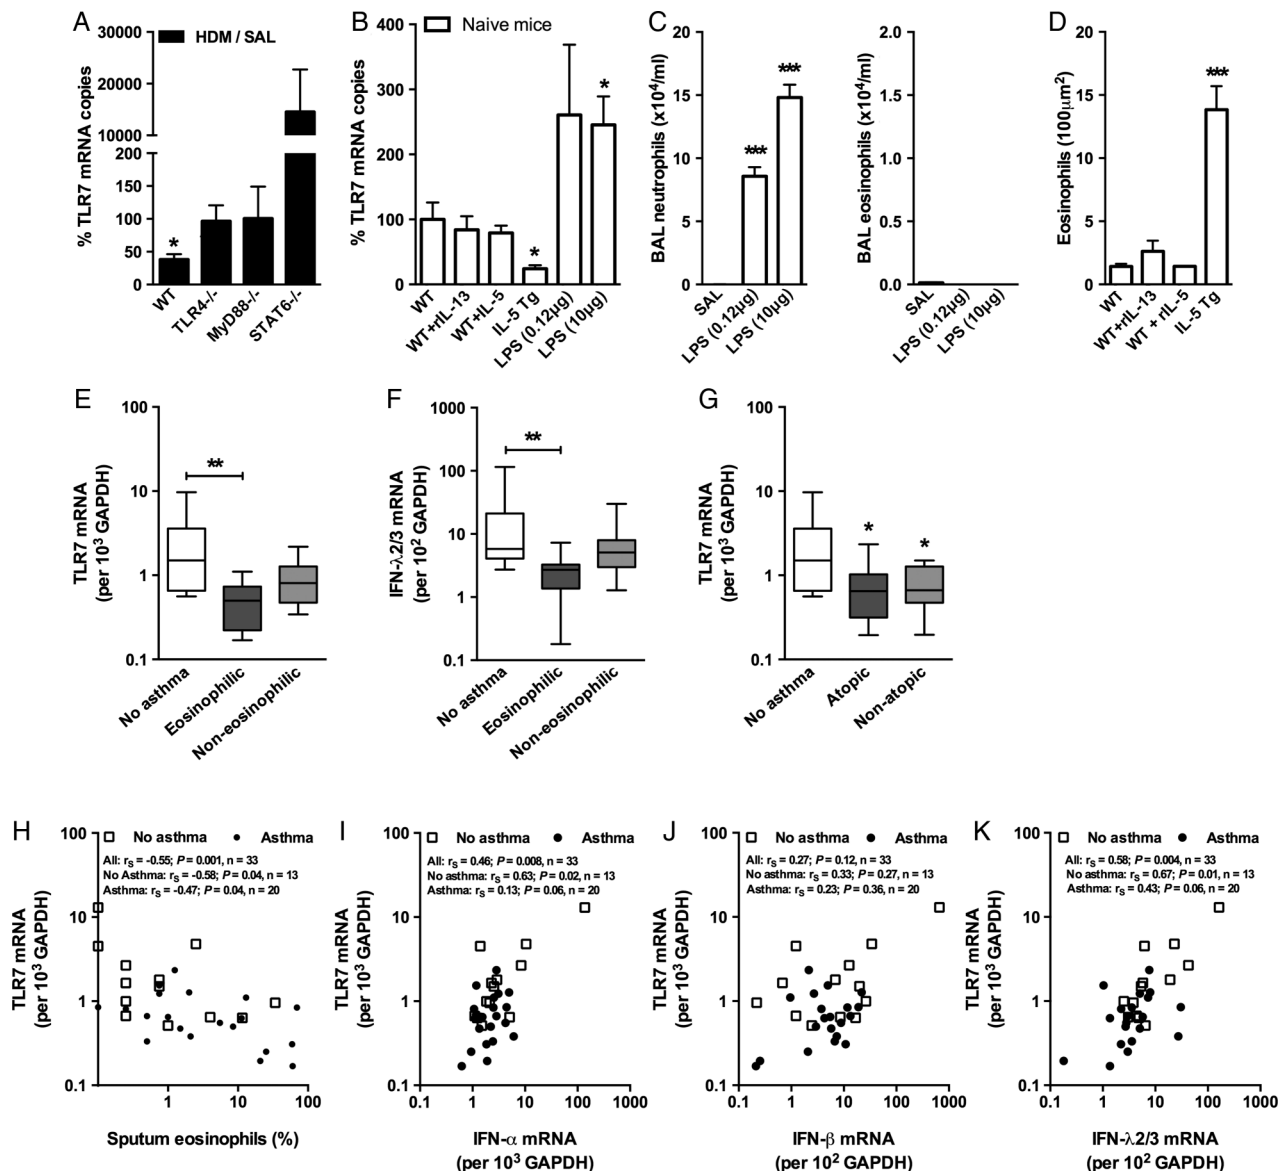 A
HDM / SAL
% TLR7 mRNA copies
30000
20000
10000
200
150
100
50
0
*
WT
TLR4-/-
MyD88-/-
STAT6-/-
B
Naive mice
% TLR7 mRNA copies
400
300
200
100
0
*
*
WT
WT+rIL-13
WT+IL-5
IL-5 Tg
LPS (0.12µg)
LPS (10µg)
C
BAL neutrophils (x10⁴/ml)
20
15
10
5
0
***
***
SAL
LPS (0.12µg)
LPS (10µg)
BAL eosinophils (x10⁴/ml)
2.0
1.5
1.0
0.5
0.0
SAL
LPS (0.12µg)
LPS (10µg)
D
Eosinophils (100µm²)
20
15
10
5
0
***
WT
WT+rIL-13
WT + rIL-5
IL-5 Tg
E
TLR7 mRNA
(per 10³ GAPDH)
100
10
1
0.1
**
No asthma
Eosinophilic
Non-eosinophilic
F
IFN-λ2/3 mRNA
(per 10² GAPDH)
1000
100
10
1
0.1
**
No asthma
Eosinophilic
Non-eosinophilic
G
TLR7 mRNA
(per 10³ GAPDH)
100
10
1
0.1
*
*
No asthma
Atopic
Non-atopic
H
No asthma
Asthma
All: rS = -0.55; P = 0.001, n = 33
No Asthma: rS = -0.58; P = 0.04, n = 13
Asthma: rS = -0.47; P = 0.04, n = 20
TLR7 mRNA
(per 10³ GAPDH)
100
10
1
0.1
1
10
100
Sputum eosinophils (%)
I
No asthma
Asthma
All: rS = 0.46; P = 0.008, n = 33
No asthma: rS = 0.63; P = 0.02, n = 13
Asthma: rS = 0.13; P = 0.06, n = 20
TLR7 mRNA
(per 10³ GAPDH)
100
10
1
0.1
0.1
1
10
100
1000
IFN-α mRNA
(per 10³ GAPDH)
J
No asthma
Asthma
All: rS = 0.27; P = 0.12, n = 33
No asthma: rS = 0.33; P = 0.27, n = 13
Asthma: rS = 0.23; P = 0.36, n = 20
TLR7 mRNA
(per 10³ GAPDH)
100
10
1
0.1
0.1
1
10
100
1000
IFN-β mRNA
(per 10² GAPDH)
K
No asthma
Asthma
All: rS = 0.58; P = 0.004, n = 33
No asthma: rS = 0.67; P = 0.01, n = 13
Asthma: rS = 0.43; P = 0.06, n = 20
TLR7 mRNA
(per 10³ GAPDH)
100
10
1
0.1
0.1
1
10
100
1000
IFN-λ2/3 mRNA
(per 10² GAPDH)